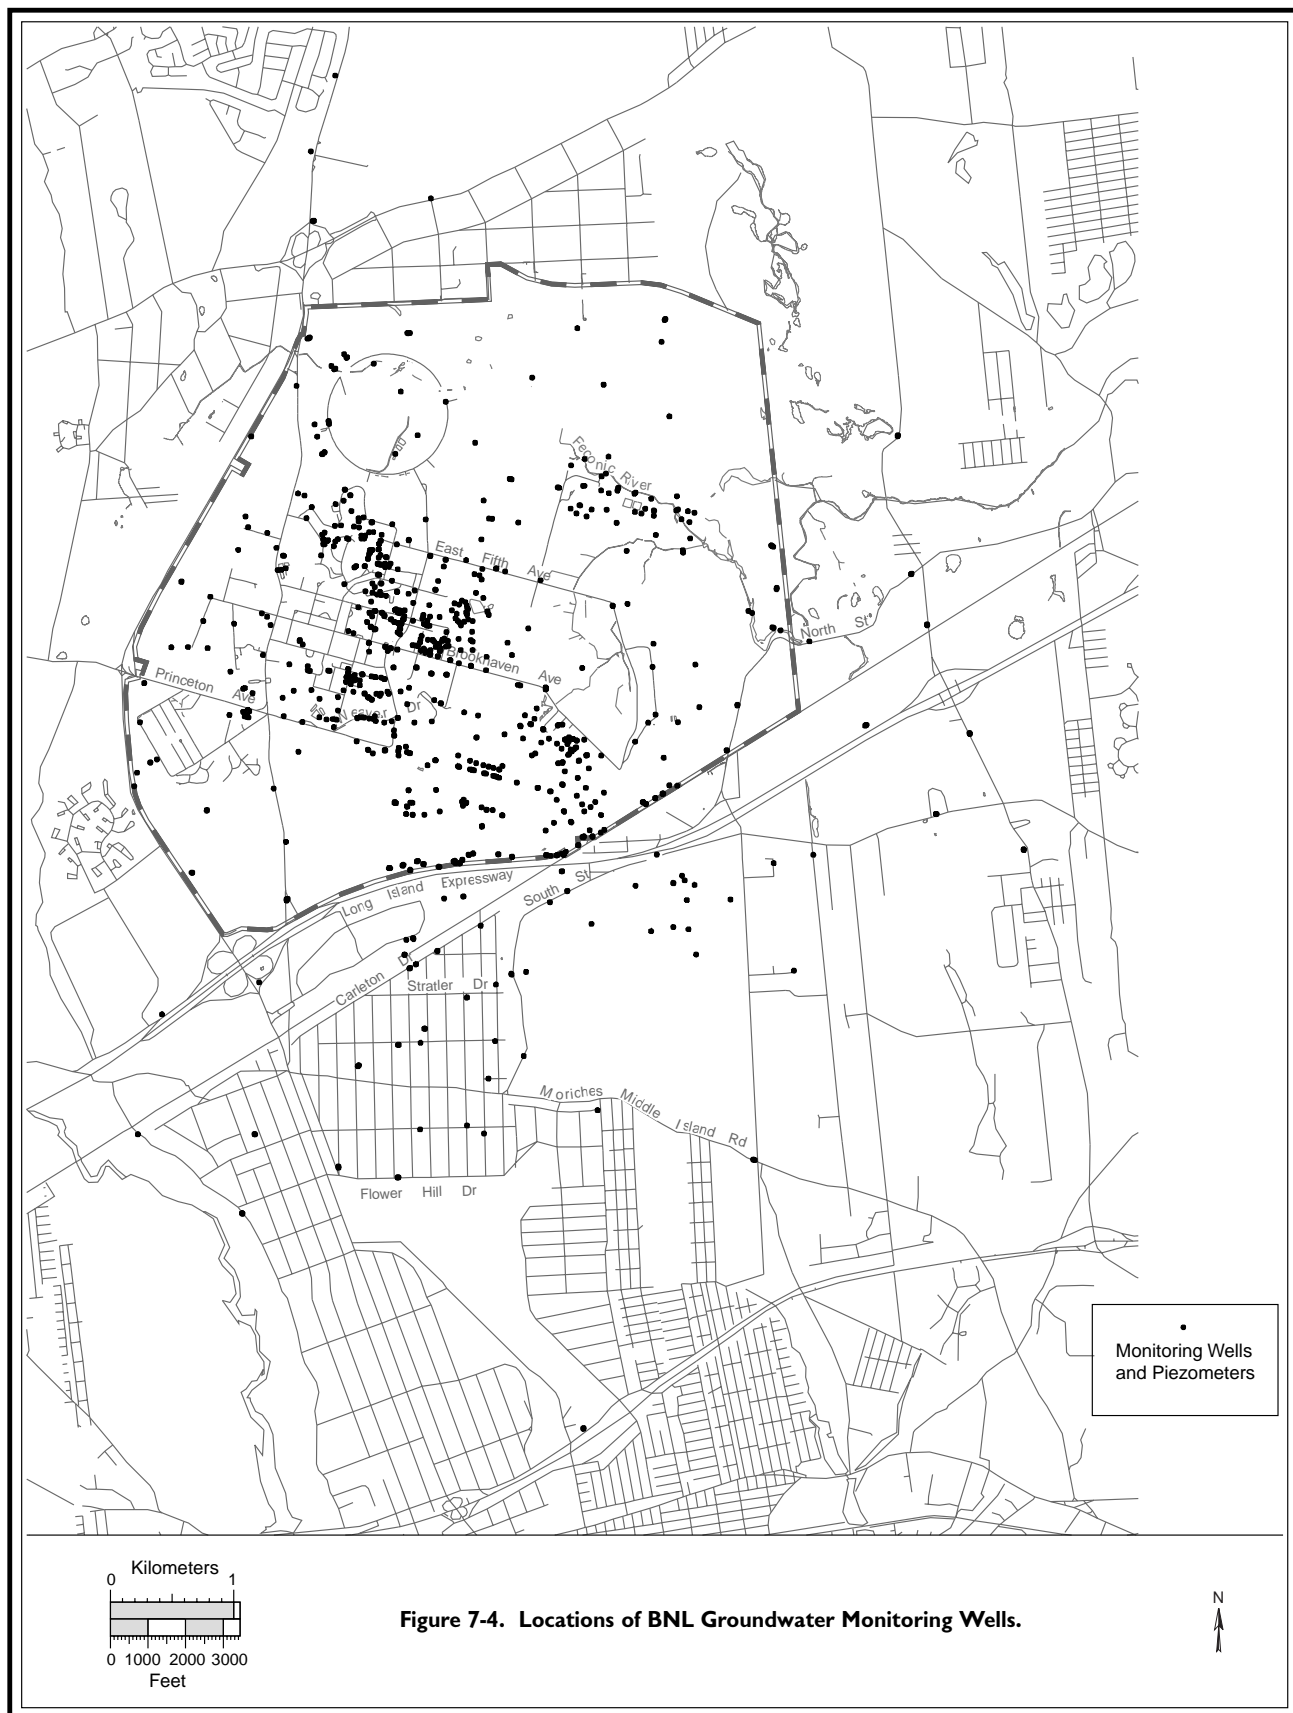 Peconic River
East Fifth Ave
North St
Brookhaven Ave
Princeton Ave
Weaver Dr
Long Island Expressway
South St
Carleton Dr
Stratler Dr
Moriches Middle Island Rd
Flower Hill Dr
Monitoring Wells
and Piezometers
Kilometers
0 1
0 1000 2000 3000
Feet
Figure 7-4. Locations of BNL Groundwater Monitoring Wells.
N